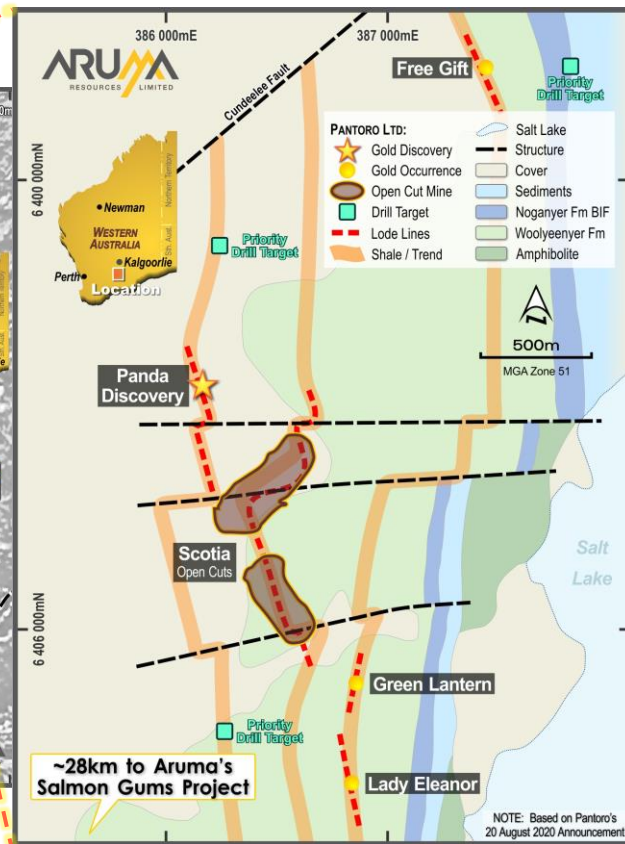 386 000mE
387 000mE
ARUMA
RESOURCES LIMITED
Cundeelee Fault
Free Gift
Priority
Drill Target
6 400 000mN
Newman
WESTERN
AUSTRALIA
Kalgoorlie
Perth
Location
Northern Territory
Sth. Aust.
PANTORO LTD:
Gold Discovery
Gold Occurrence
Open Cut Mine
Drill Target
Lode Lines
Shale / Trend
Salt Lake
Structure
Cover
Sediments
Noganyer Fm BIF
Woolyeenyer Fm
Amphibolite
Priority
Drill Target
N
500m
MGA Zone 51
Panda
Discovery
Scotia
Open Cuts
Salt
Lake
6 406 000mN
Green Lantern
Priority
Drill Target
Lady Eleanor
~28km to Aruma's
Salmon Gums Project
NOTE: Based on Pantoro's
20 August 2020 Announcement